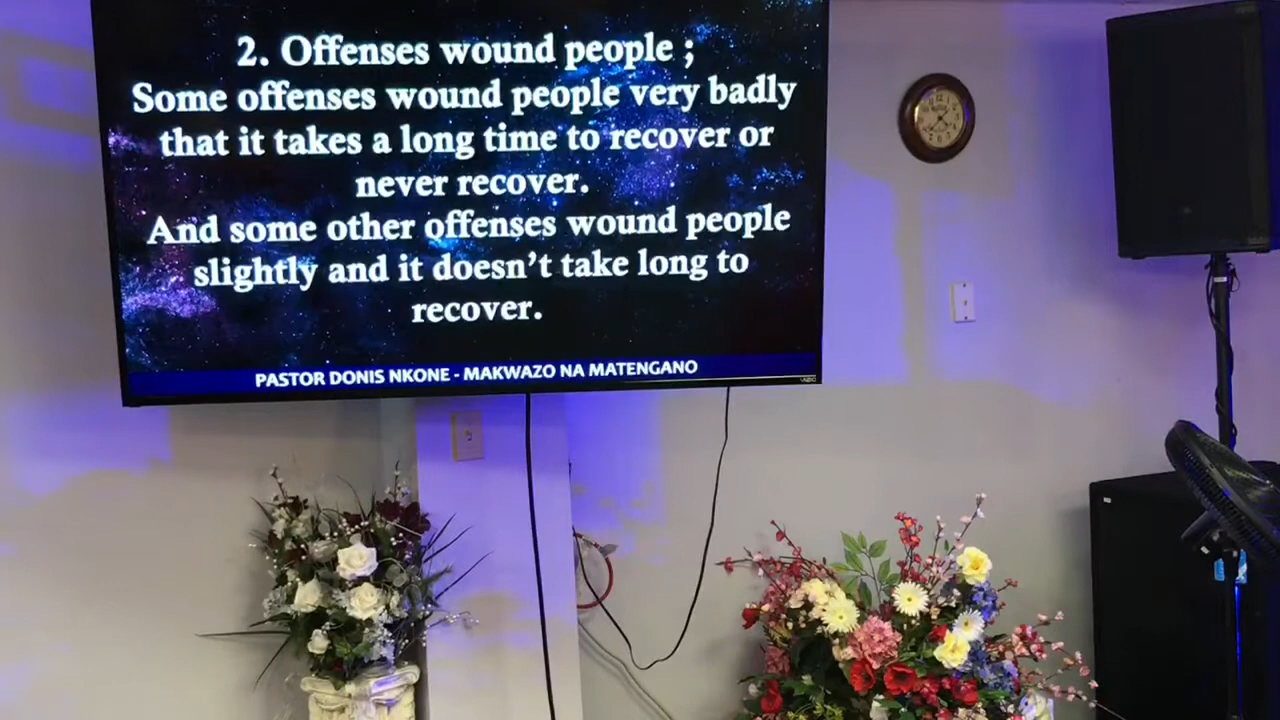 2. Offenses wound people ;
Some offenses wound people very badly
that it takes a long time to recover or
never recover.
And some other offenses wound people
slightly and it doesn’t take long to
recover.
PASTOR DONIS NKONE - MAKWAZO NA MATENGANO
VIZIO